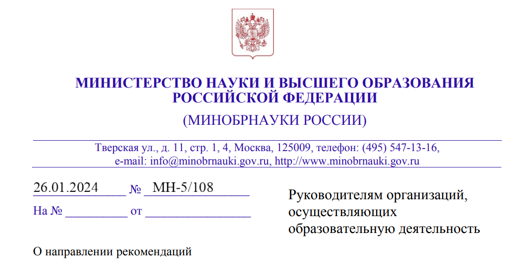 МИНИСТЕРСТВО НАУКИ И ВЫСШЕГО ОБРАЗОВАНИЯ
РОССИЙСКОЙ ФЕДЕРАЦИИ
(МИНОБРНАУКИ РОССИИ)
Тверская ул., д. 11, стр. 1, 4, Москва, 125009, телефон: (495) 547-13-16,
e-mail: info@minobrnauki.gov.ru, http://www.minobrnauki.gov.ru
26.01.2024 № МН-5/108
На № ___________ от ___________________
Руководителям организаций,
осуществляющих
образовательную деятельность
О направлении рекомендаций